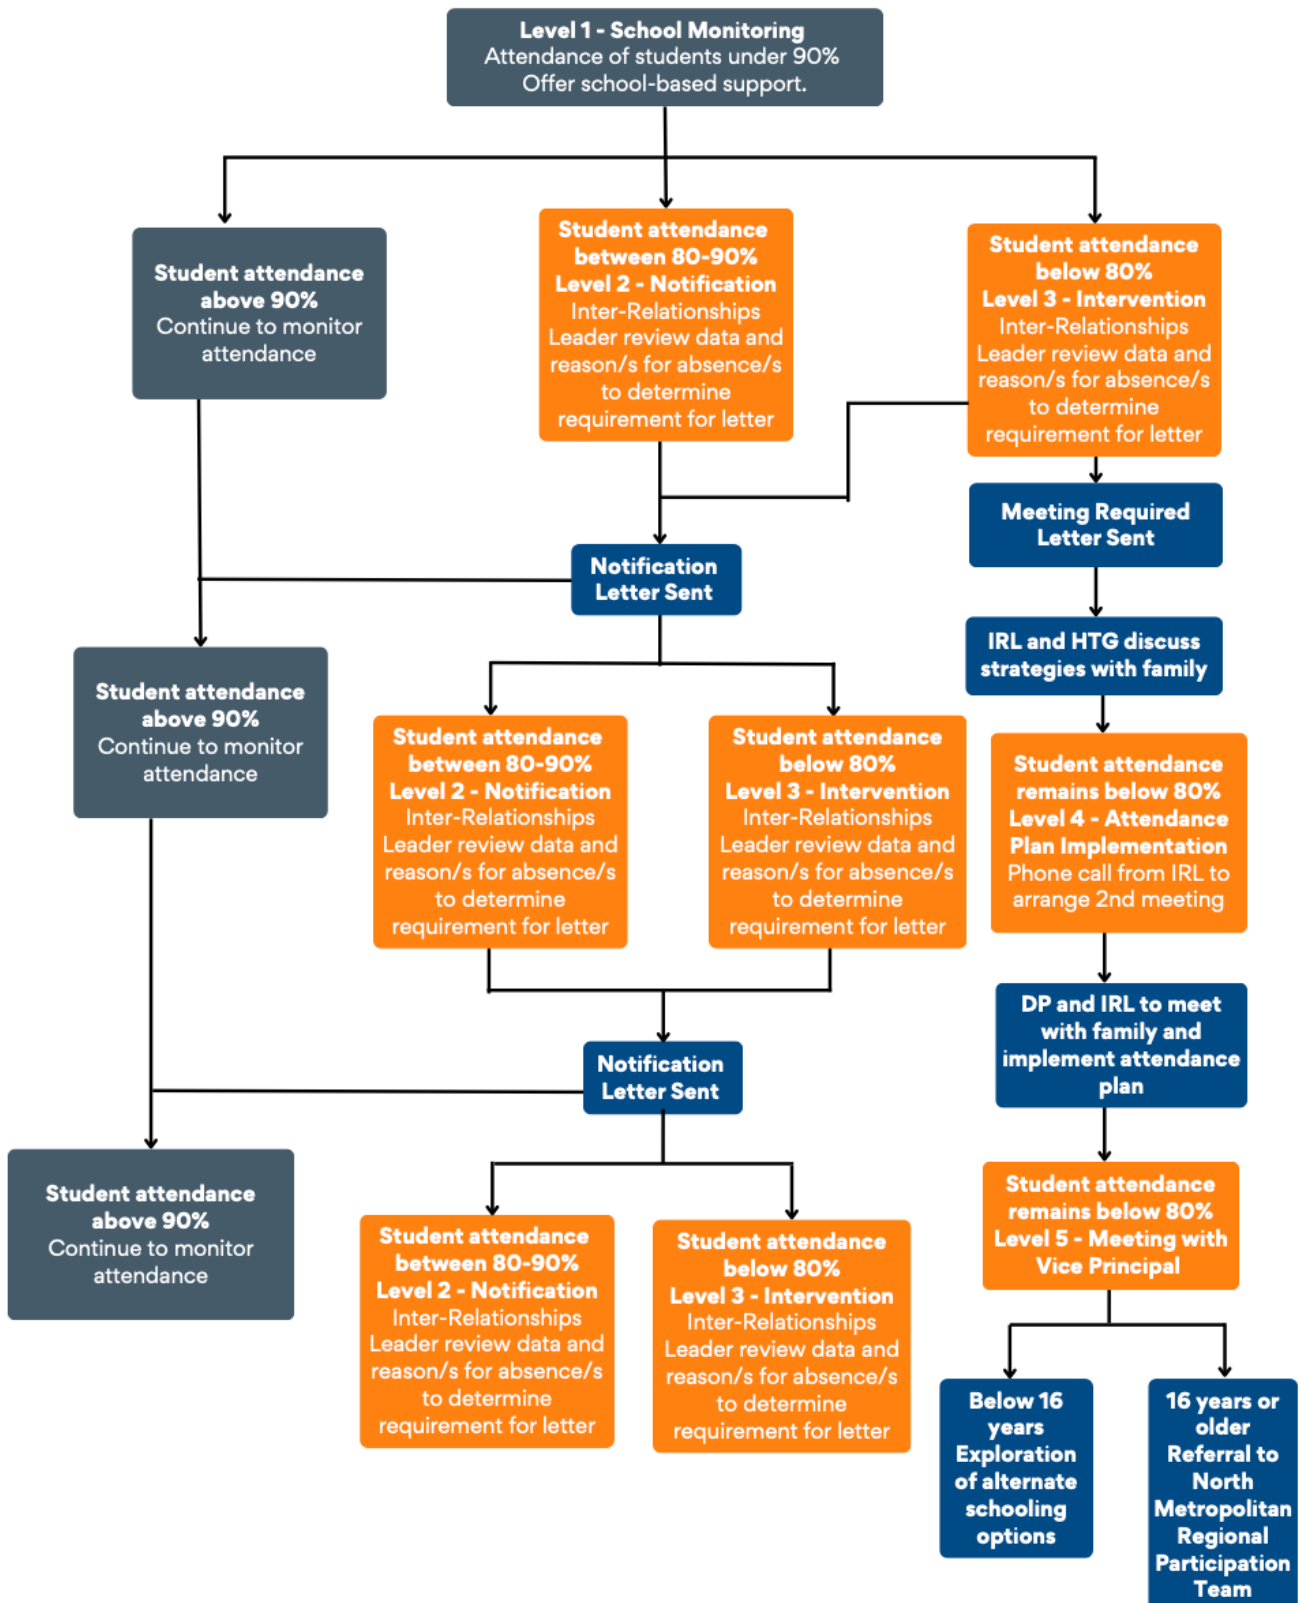 Level 1 - School Monitoring
Attendance of students under 90%
Offer school-based support.
Student attendance
above 90%
Continue to monitor
attendance
Student attendance
between 80-90%
Level 2 - Notification
Inter-Relationships
Leader review data and
reason/s for absence/s
to determine
requirement for letter
Student attendance
below 80%
Level 3 - Intervention
Inter-Relationships
Leader review data and
reason/s for absence/s
to determine
requirement for letter
Meeting Required
Letter Sent
Notification
Letter Sent
IRL and HTG discuss
strategies with family
Student attendance
above 90%
Continue to monitor
attendance
Student attendance
between 80-90%
Level 2 - Notification
Inter-Relationships
Leader review data and
reason/s for absence/s
to determine
requirement for letter
Student attendance
below 80%
Level 3 - Intervention
Inter-Relationships
Leader review data and
reason/s for absence/s
to determine
requirement for letter
Student attendance
remains below 80%
Level 4 - Attendance
Plan Implementation
Phone call from IRL to
arrange 2nd meeting
DP and IRL to meet
with family and
implement attendance
plan
Notification
Letter Sent
Student attendance
above 90%
Continue to monitor
attendance
Student attendance
between 80-90%
Level 2 - Notification
Inter-Relationships
Leader review data and
reason/s for absence/s
to determine
requirement for letter
Student attendance
below 80%
Level 3 - Intervention
Inter-Relationships
Leader review data and
reason/s for absence/s
to determine
requirement for letter
Student attendance
remains below 80%
Level 5 - Meeting with
Vice Principal
Below 16
years
Exploration
of alternate
schooling
options
16 years or
older
Referral to
North
Metropolitan
Regional
Participation
Team